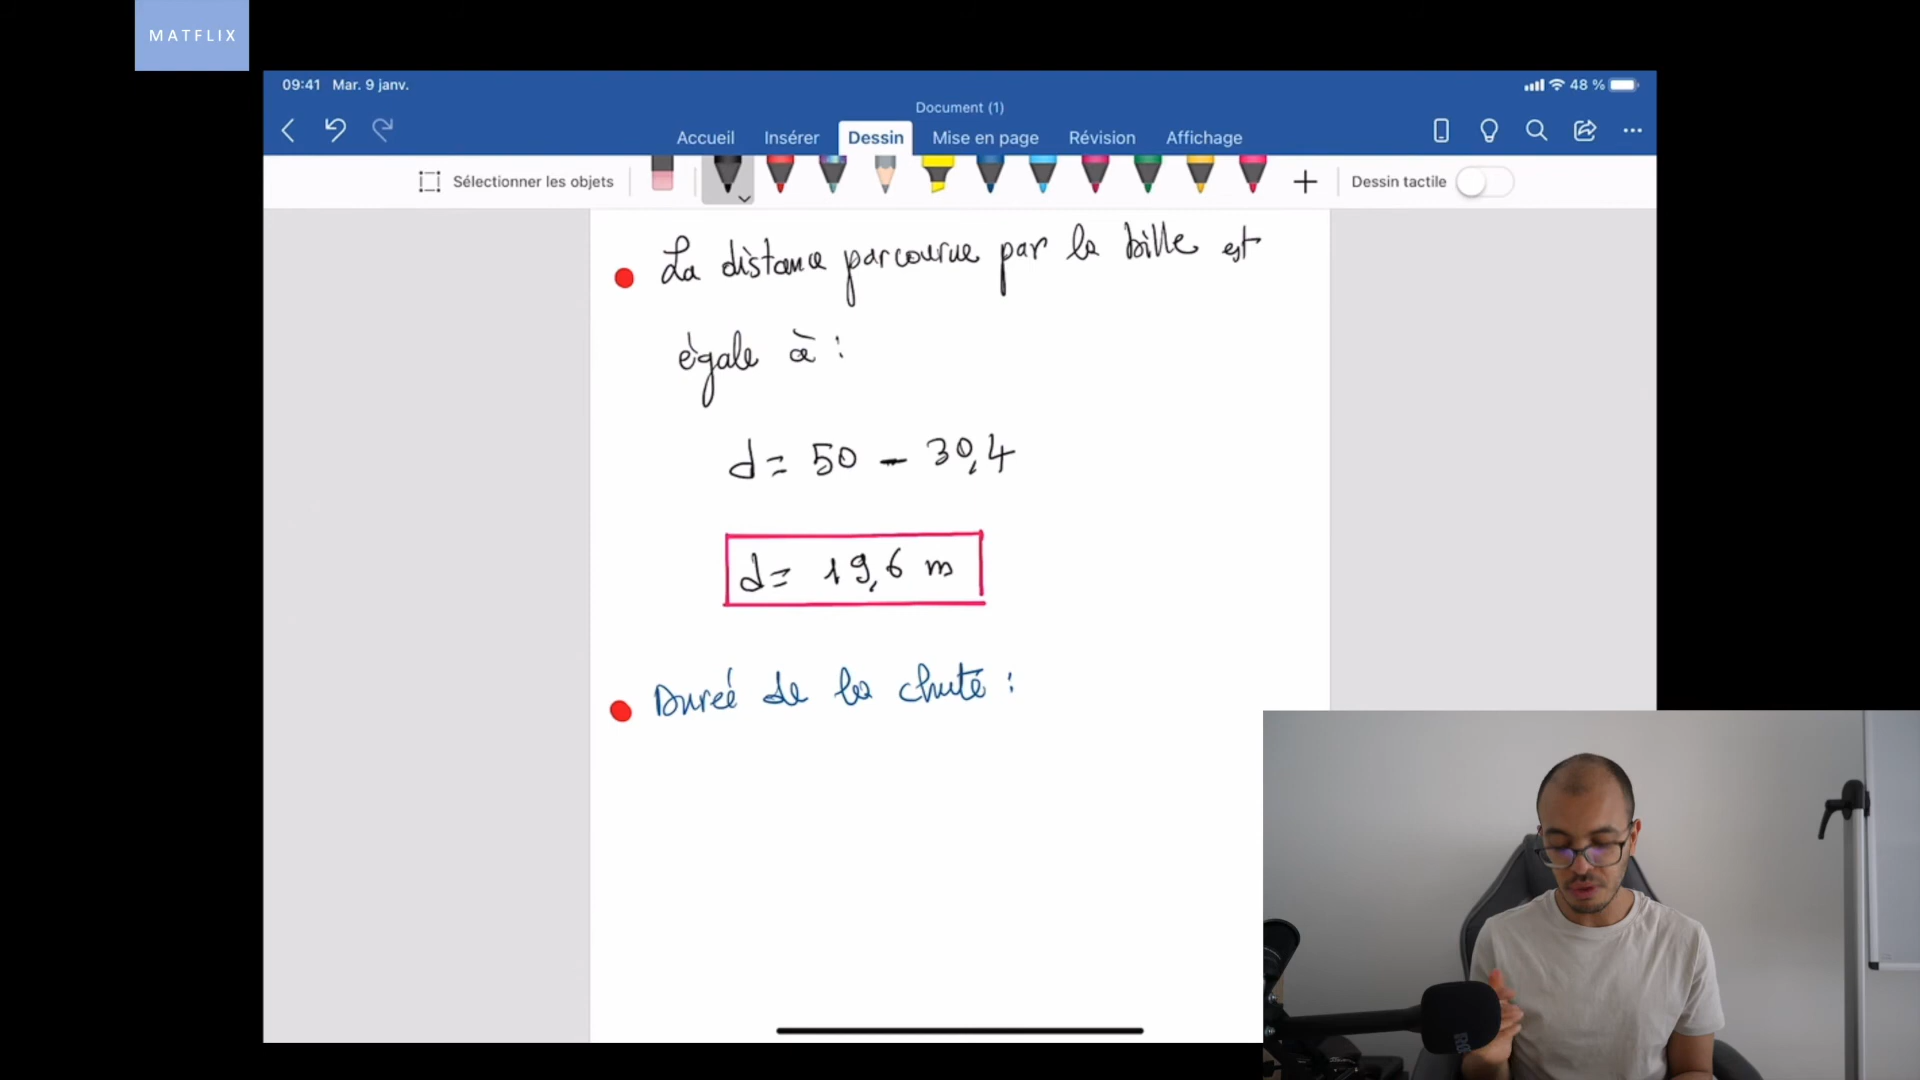 MATFLIX
09:41 Mar. 9 janv.
48 %
Document (1)
Accueil Insérer Dessin Mise en page Révision Affichage
Sélectionner les objets
Dessin tactile
La distance parcourue par la bille est
égale à :
d = 50 - 30,4
d = 19,6 m
Dureé de la chute :